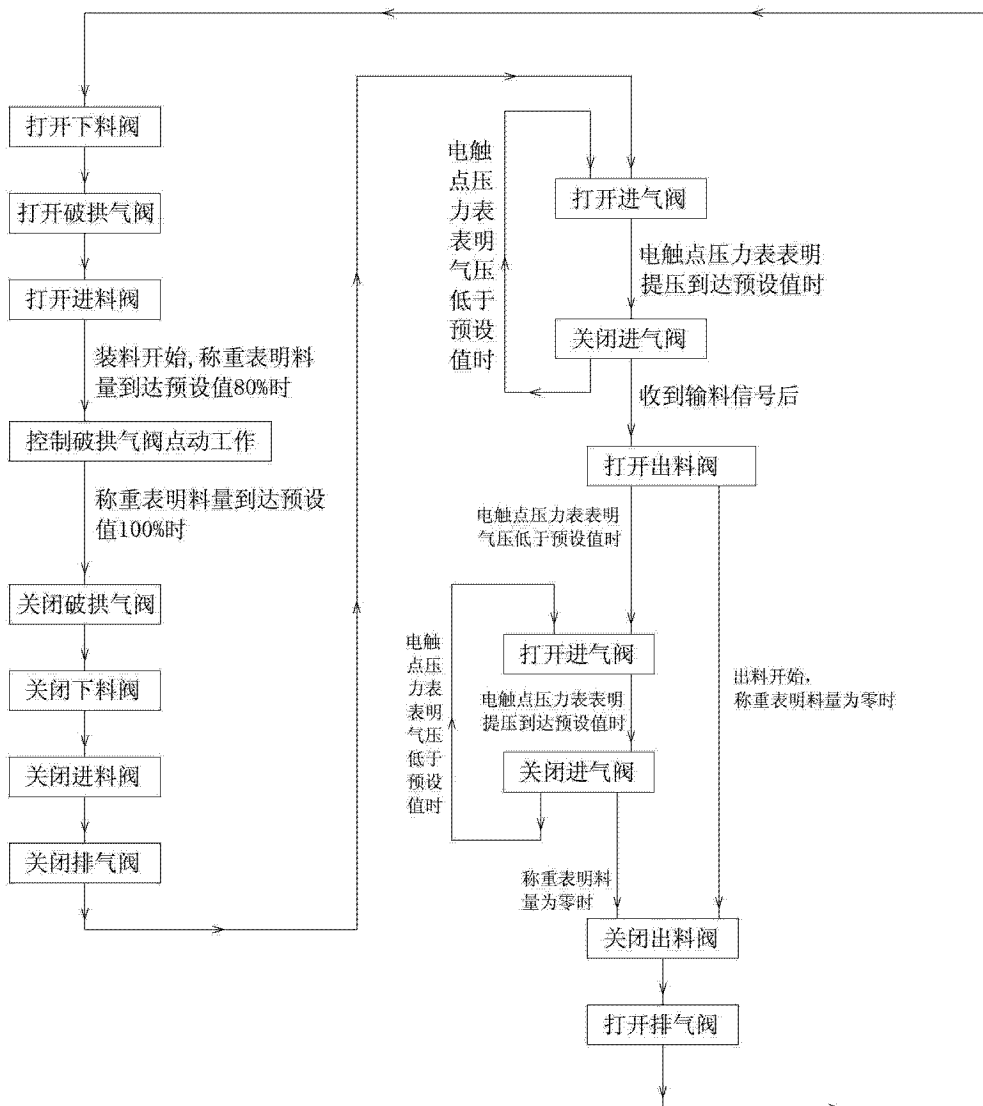 打开下料阀
打开破拱气阀
打开进料阀
装料开始,称重表明料
量到达预设值80%时
控制破拱气阀点动工作
称重表明料量到达预设
值100%时
关闭破拱气阀
关闭下料阀
关闭进料阀
关闭排气阀
电触
点压
力表
表明
气压
低于
预设
值时
打开进气阀
电触点压力表表明
提压到达预设值时
关闭进气阀
收到输料信号后
打开出料阀
电触点压力表表明
气压低于预设值时
电触
点压
力表
表明
气压
低于
预设
值时
打开进气阀
电触点压力表表明
提压到达预设值时
关闭进气阀
出料开始，
称重表明料量为零时
称重表明料
量为零时
关闭出料阀
打开排气阀